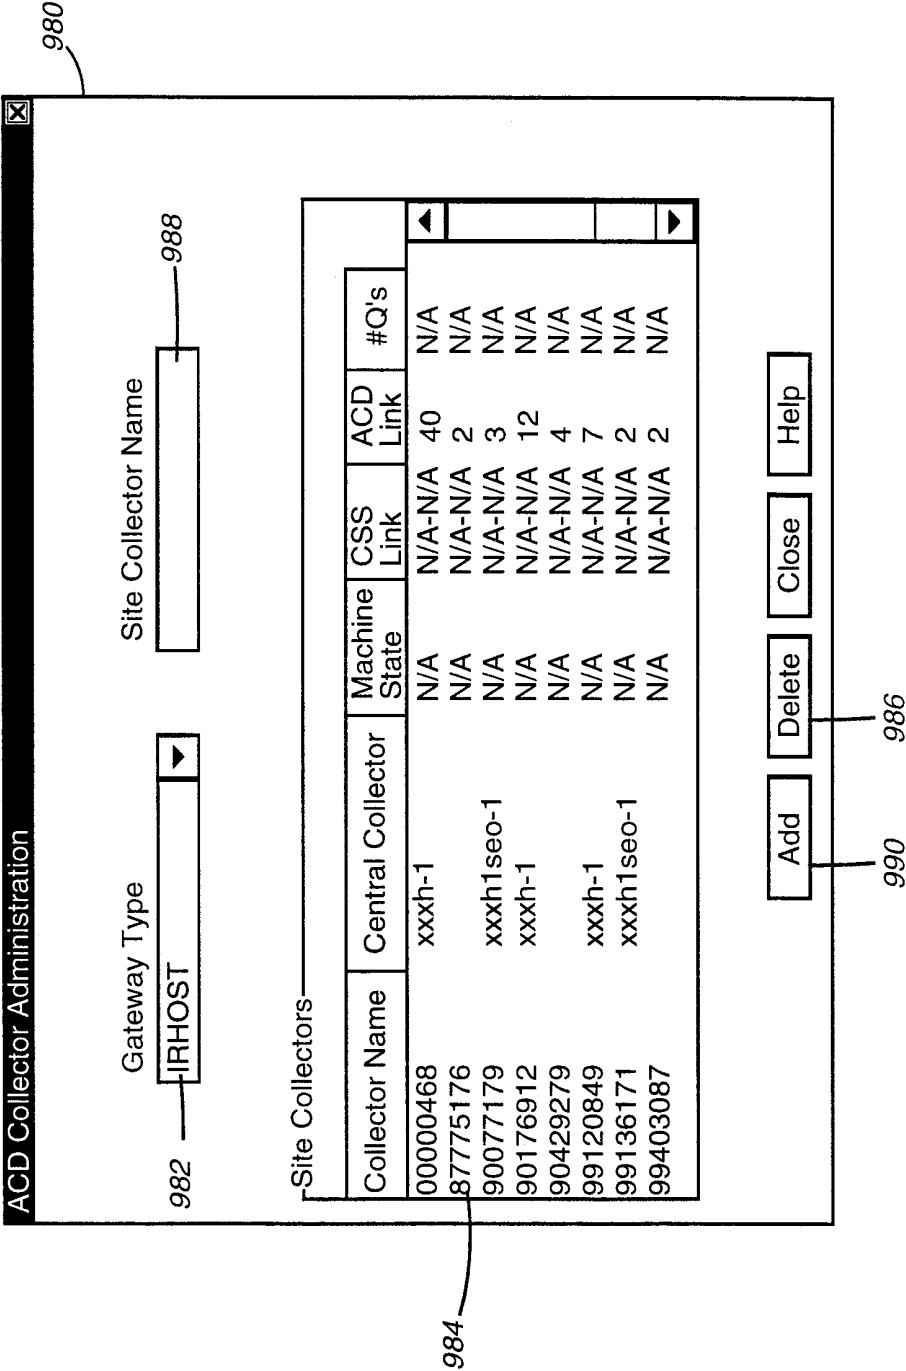 980
ACD Collector Administration
Gateway Type
Site Collector Name
982
IRHOST
988
Site Collectors
Collector Name Central Collector Machine State CSS Link ACD Link #Q's
00000468 xxxh-1 N/A N/A-N/A 40 N/A
87775176 N/A N/A-N/A 2 N/A
90077179 xxxh1seo-1 N/A N/A-N/A 3 N/A
90176912 xxxh-1 N/A N/A-N/A 12 N/A
90429279 N/A N/A-N/A 4 N/A
99120849 xxxh-1 N/A N/A-N/A 7 N/A
99136171 xxxh1seo-1 N/A N/A-N/A 2 N/A
99403087 N/A N/A-N/A 2 N/A
984
Add Delete Close Help
990 986